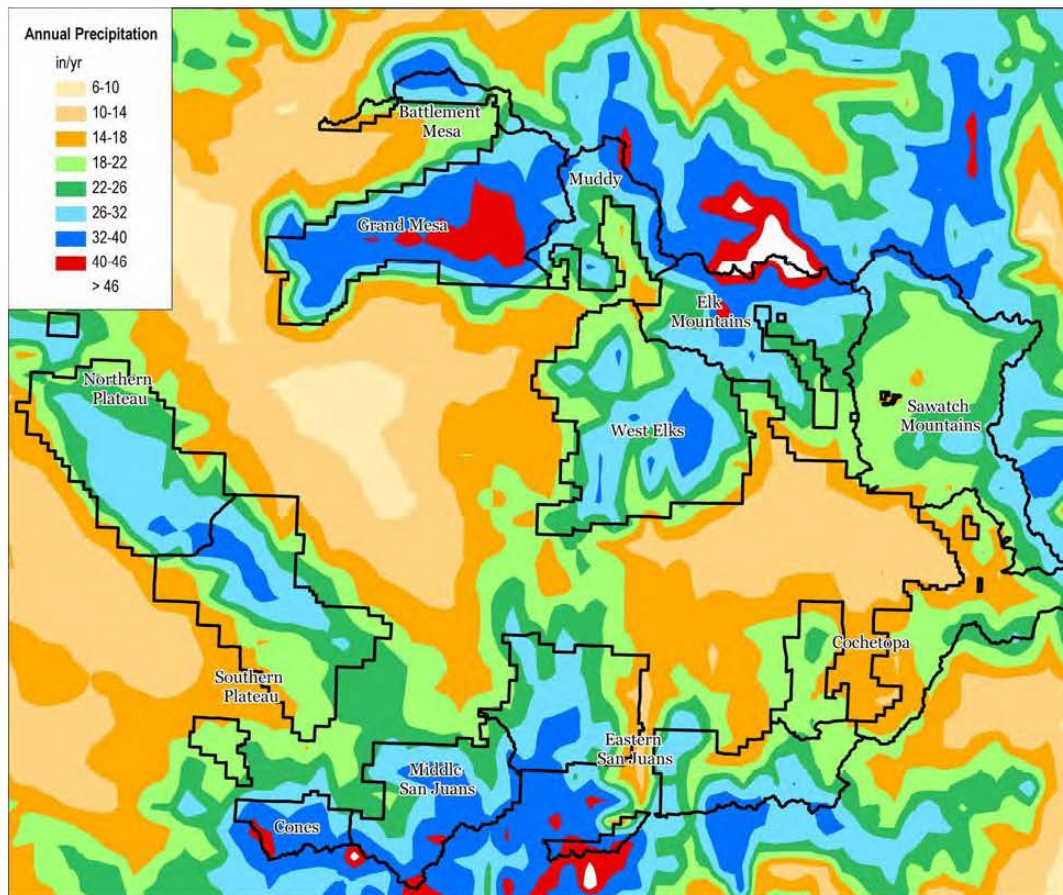 Annual Precipitation
in/yr
6-10
10-14
14-18
18-22
22-26
26-32
32-40
40-46
> 46
Battlement
Mesa
Muddy
Grand Mesa
Elk
Mountains
Northern
Plateau
Sawatch
Mountains
West Elks
Cochetopa
Southern
Plateau
Eastern
San Juans
Middle
San Juans
Cones